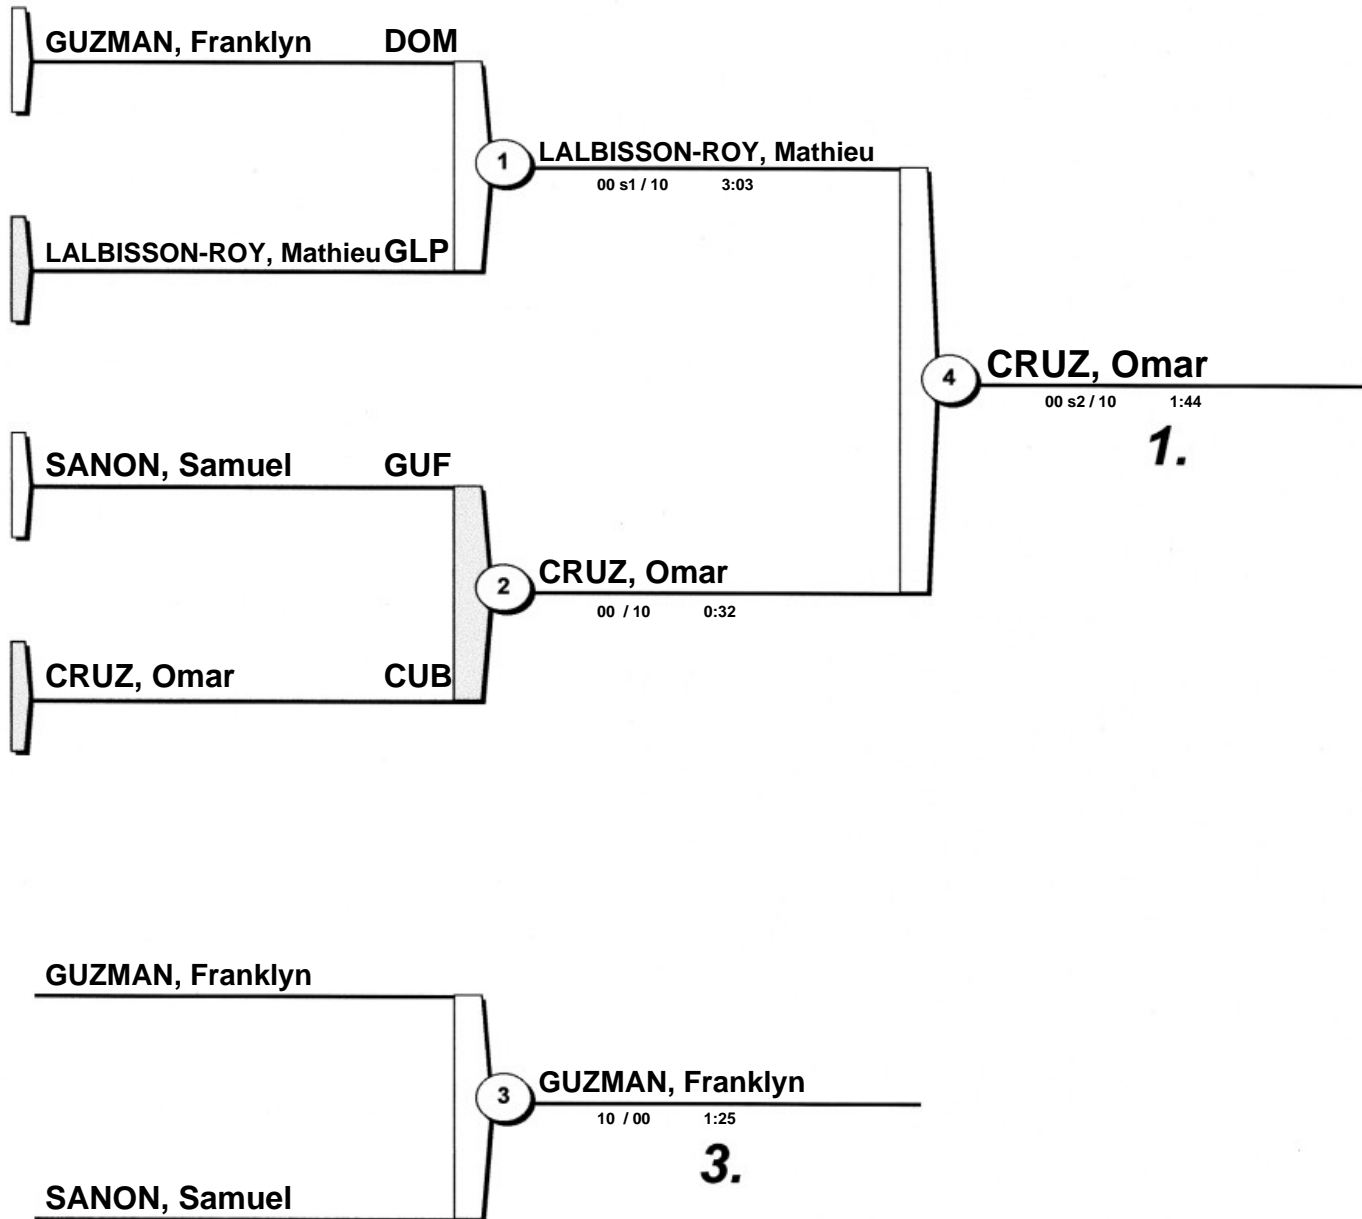 GUZMAN, Franklyn DOM
1 LALBISSON-ROY, Mathieu
00 s1 / 10 3:03
LALBISSON-ROY, Mathieu GLP
4 CRUZ, Omar
00 s2 / 10 1:44
1.
SANON, Samuel GUF
2 CRUZ, Omar
00 / 10 0:32
CRUZ, Omar CUB
GUZMAN, Franklyn
3 GUZMAN, Franklyn
10 / 00 1:25
3.
SANON, Samuel